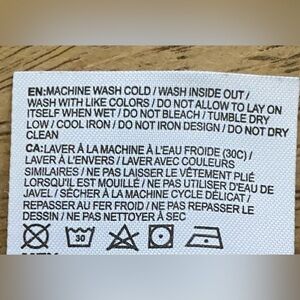 EN:MACHINE WASH COLD / WASH INSIDE OUT /
WASH WITH LIKE COLORS / DO NOT ALLOW TO LAY ON
ITSELF WHEN WET / DO NOT BLEACH / TUMBLE DRY
LOW / COOL IRON / DO NOT IRON DESIGN / DO NOT DRY
CLEAN
CA:LAVER À LA MACHINE À L'EAU FROIDE (30C) /
LAVER À L'ENVERS / LAVER AVEC COULEURS
SIMILAIRES / NE PAS LAISSER LE VÊTEMENT PLIÉ
LORSQU'IL EST MOUILLÉ / NE PAS UTILISER D'EAU DE
JAVEL / SÉCHER À LA MACHINE CYCLE DÉLICAT /
REPASSER AU FER FROID / NE PAS REPASSER LE
DESSIN / NE PAS NETTOYER À SEC
30